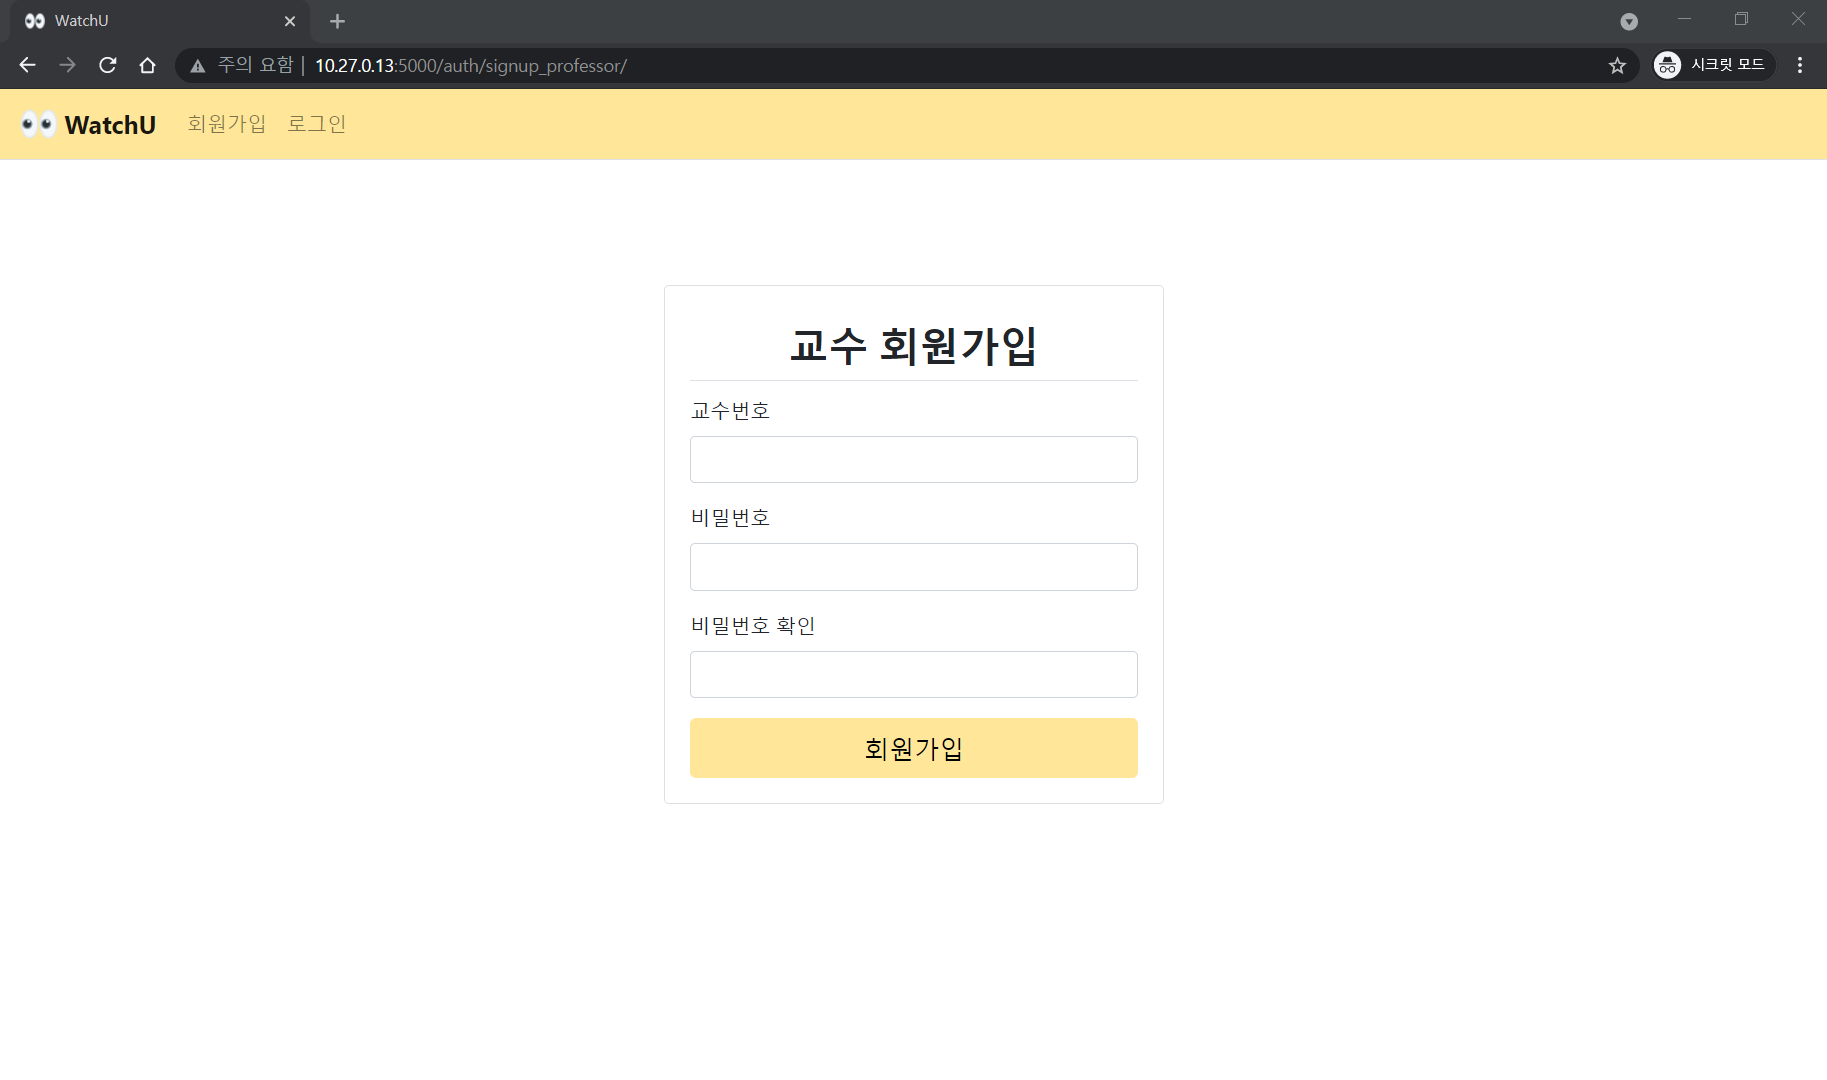 WatchU
주의 요함 | 10.27.0.13:5000/auth/signup_professor/
시크릿 모드
WatchU 회원가입 로그인
교수 회원가입
교수번호
비밀번호
비밀번호 확인
회원가입